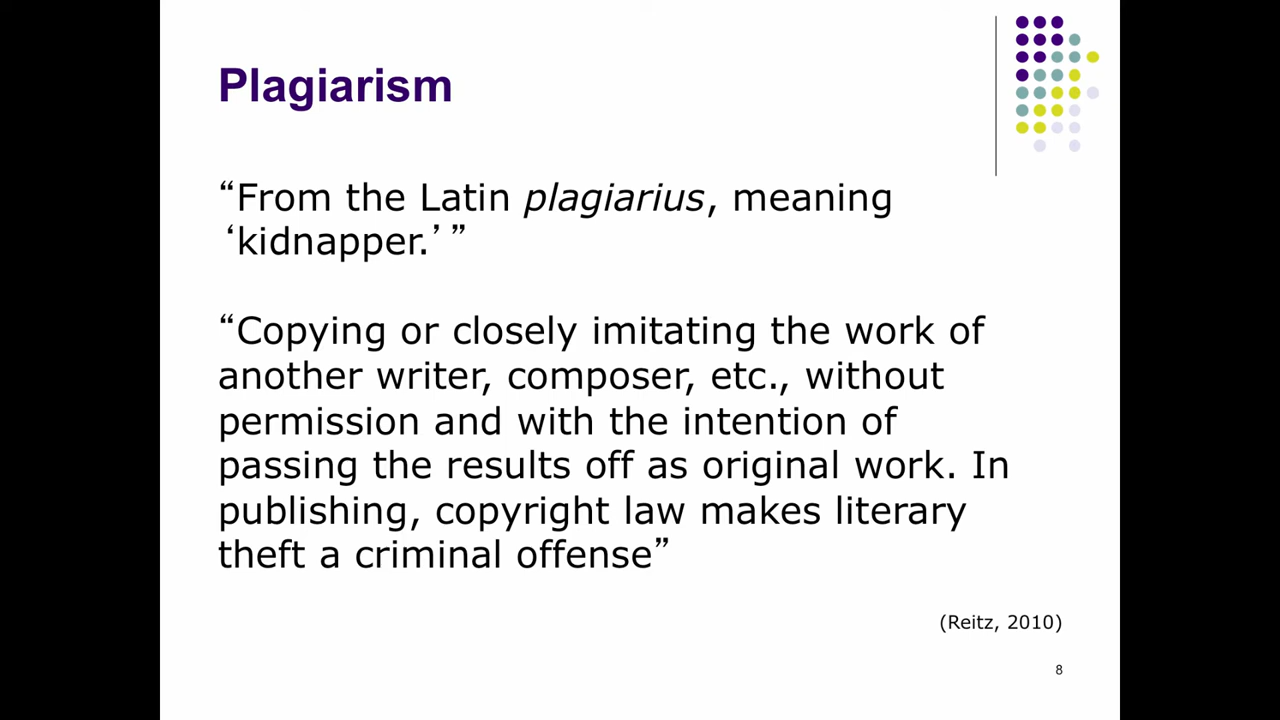 Plagiarism
“From the Latin plagiarius, meaning
‘kidnapper.’”
“Copying or closely imitating the work of
another writer, composer, etc., without
permission and with the intention of
passing the results off as original work. In
publishing, copyright law makes literary
theft a criminal offense”
(Reitz, 2010)
8